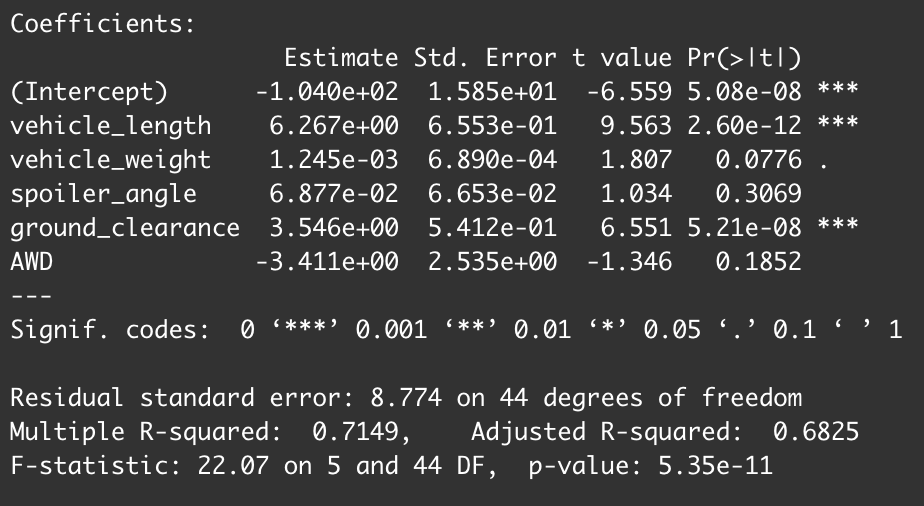 Coefficients:
Estimate Std. Error t value Pr(>|t|)
(Intercept) -1.040e+02 1.585e+01 -6.559 5.08e-08 ***
vehicle_length 6.267e+00 6.553e-01 9.563 2.60e-12 ***
vehicle_weight 1.245e-03 6.890e-04 1.807 0.0776 .
spoiler_angle 6.877e-02 6.653e-02 1.034 0.3069
ground_clearance 3.546e+00 5.412e-01 6.551 5.21e-08 ***
AWD -3.411e+00 2.535e+00 -1.346 0.1852
---
Signif. codes: 0 ‘***’ 0.001 ‘**’ 0.01 ‘*’ 0.05 ‘.’ 0.1 ‘ ’ 1
Residual standard error: 8.774 on 44 degrees of freedom
Multiple R-squared: 0.7149, Adjusted R-squared: 0.6825
F-statistic: 22.07 on 5 and 44 DF, p-value: 5.35e-11